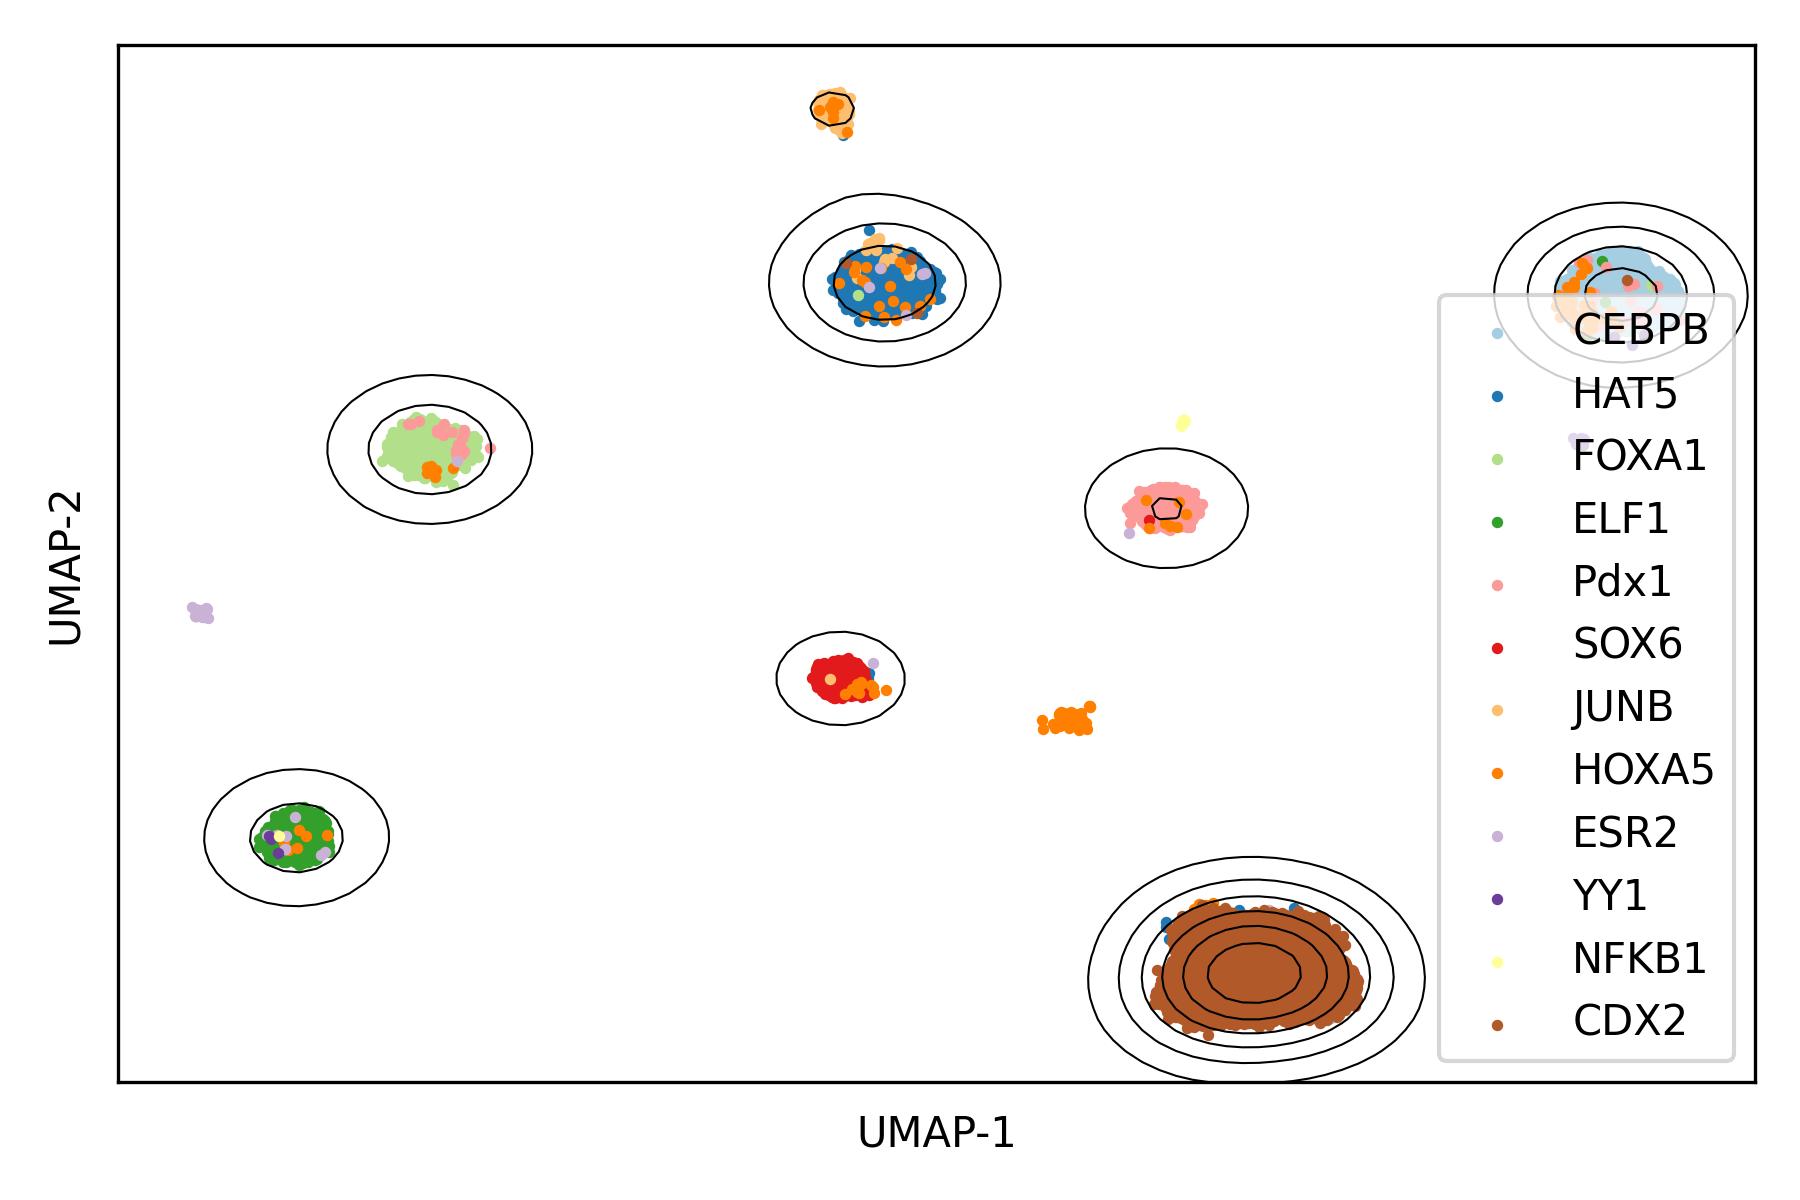 CEBPB
HAT5
FOXA1
ELF1
Pdx1
SOX6
JUNB
HOXA5
ESR2
YY1
NFKB1
CDX2
UMAP-2
UMAP-1